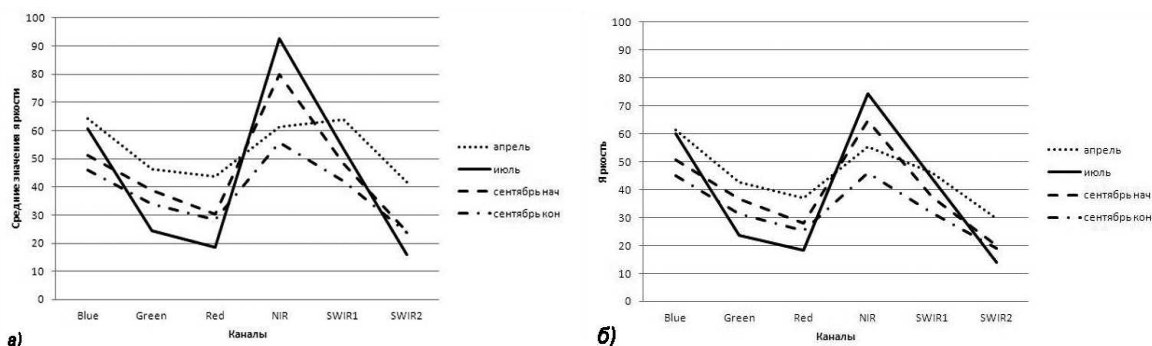 100
90
80
70
60
50
40
30
20
10
0
Средние значения яркости
Blue Green Red NIR SWIR1 SWIR2
Каналы
апрель
июль
сентябрь нач
сентябрь кон
а)
100
90
80
70
60
50
40
30
20
10
0
Яркость
Blue Green Red NIR SWIR1 SWIR2
Каналы
апрель
июль
сентябрь нач
сентябрь кон
б)